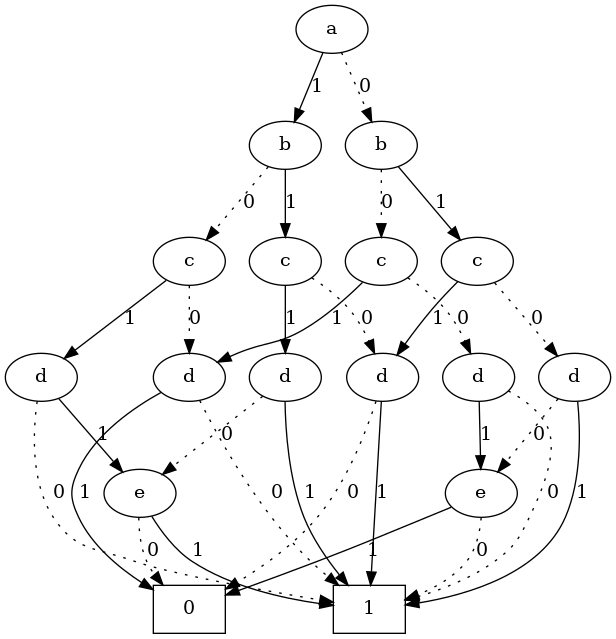 a
1 0
b b
0 1 0 1
c c c c
1 0 1 0 1 0 1 0
d d d d d d
1 0 1 0
e e
0 1 0 1 0 1 0 1
0 1 1 0
0 1